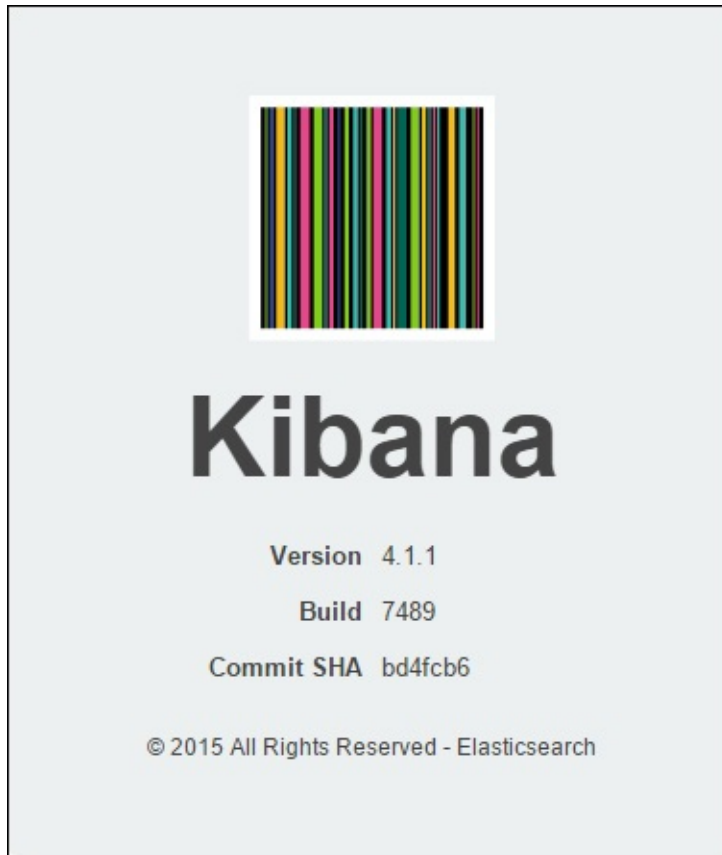 Kibana
Version 4.1.1
Build 7489
Commit SHA bd4fcb6
© 2015 All Rights Reserved - Elasticsearch